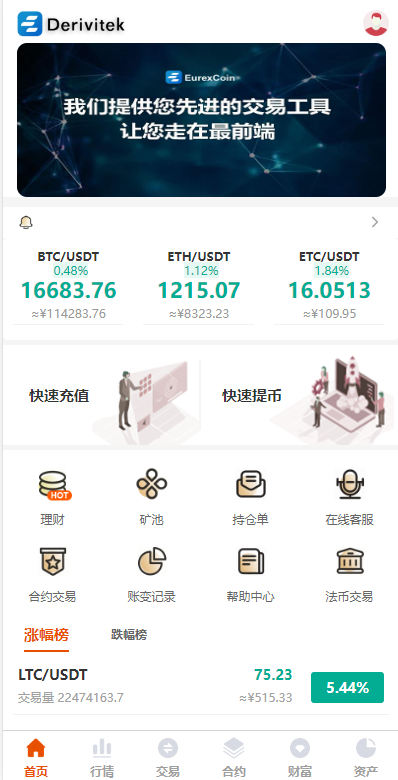 Derivitek
EurexCoin
我们提供您先进的交易工具
让您走在最前端
BTC/USDT
0.48%
16683.76
≈¥114283.76
ETH/USDT
1.12%
1215.07
≈¥8323.23
ETC/USDT
1.84%
16.0513
≈¥109.95
快速充值
快速提币
HOT
理财
矿池
持仓单
在线客服
合约交易
账变记录
帮助中心
法币交易
涨幅榜
跌幅榜
LTC/USDT
交易量 22474163.7
75.23
≈¥515.33
5.44%
首页
行情
交易
合约
财富
资产